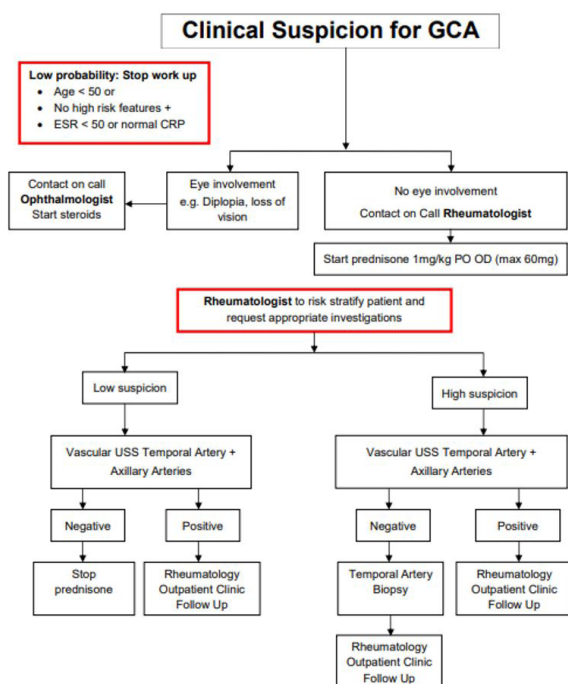 Clinical Suspicion for GCA
Low probability: Stop work up
• Age < 50 or
• No high risk features +
• ESR < 50 or normal CRP
Contact on call
Ophthalmologist
Start steroids
Eye involvement
e.g. Diplopia, loss of
vision
No eye involvement
Contact on Call Rheumatologist
Start prednisone 1mg/kg PO OD (max 60mg)
Rheumatologist to risk stratify patient and
request appropriate investigations
Low suspicion
High suspicion
Vascular USS Temporal Artery +
Axillary Arteries
Vascular USS Temporal Artery +
Axillary Arteries
Negative
Positive
Negative
Positive
Stop
prednisone
Rheumatology
Outpatient Clinic
Follow Up
Temporal Artery
Biopsy
Rheumatology
Outpatient Clinic
Follow Up
Rheumatology
Outpatient Clinic
Follow Up